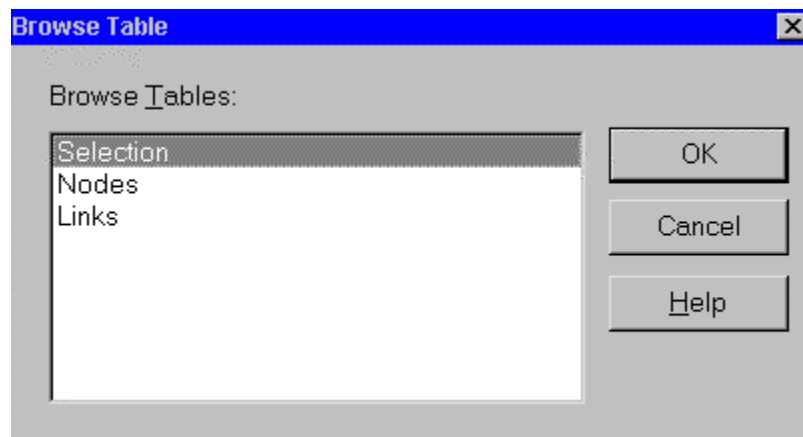 Browse Table
Browse Tables:
Selection
Nodes
Links
OK
Cancel
Help